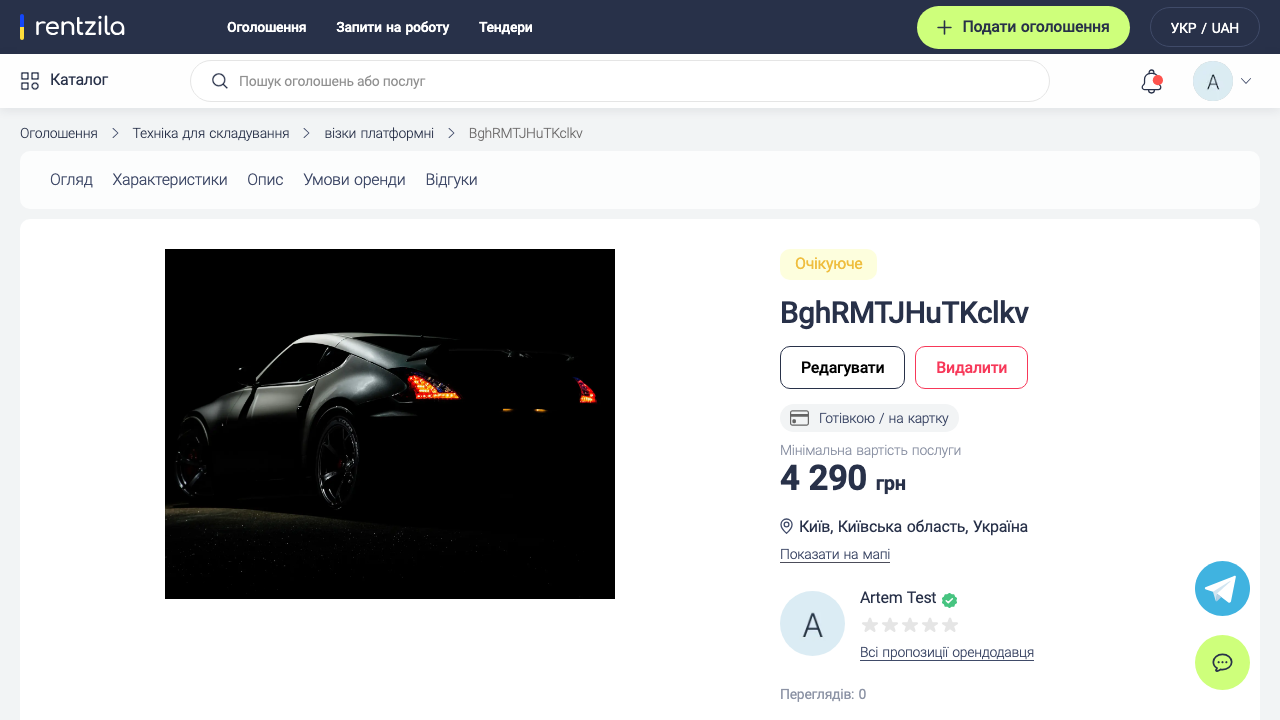 rentzila
Оголошення
Запити на роботу
Тендери
Подати оголошення
УКР / UAH
Каталог
Пошук оголошень або послуг
A
Оголошення
Техніка для складування
візки платформні
BghRMTJHuTKclkv
Огляд
Характеристики
Опис
Умови оренди
Відгуки
Очікуюче
BghRMTJHuTKclkv
Редагувати
Видалити
Готівкою / на картку
Мінімальна вартість послуги
4 290 грн
Київ, Київська область, Україна
Показати на мапі
A
Artem Test
Всі пропозиції орендодавця
Переглядів: 0